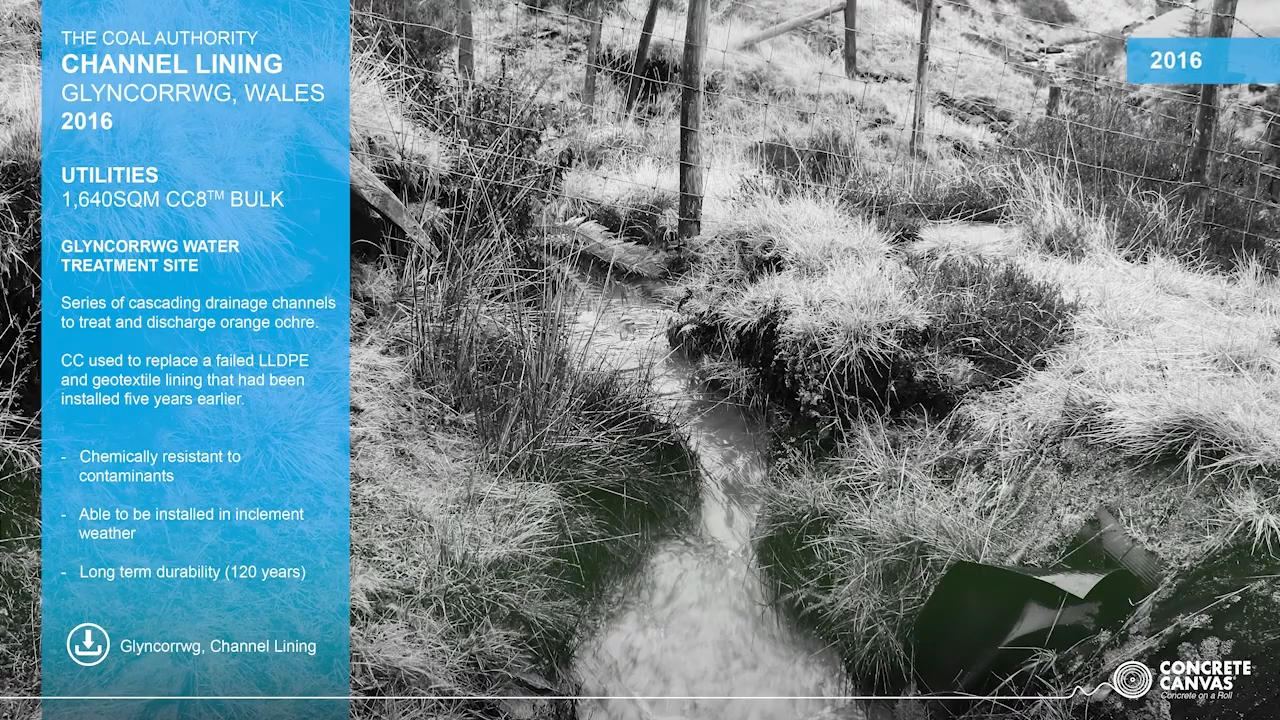 THE COAL AUTHORITY
CHANNEL LINING
GLYNCORRWG, WALES
2016
UTILITIES
1,640SQM CC8™ BULK
GLYNCORRWG WATER
TREATMENT SITE
Series of cascading drainage channels
to treat and discharge orange ochre.
CC used to replace a failed LLDPE
and geotextile lining that had been
installed five years earlier.
- Chemically resistant to
contaminants
- Able to be installed in inclement
weather
- Long term durability (120 years)
Glyncorrwg, Channel Lining
2016
CONCRETE
CANVAS®
Concrete on a Roll